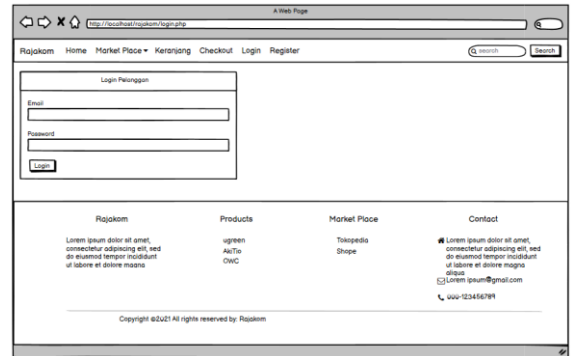 A Web Page
http://localhost/rajakom/login.php
Rajakom Home Market Place Keranjang Checkout Login Register search Search
Login Pelanggan
Email
Password
Login
Rajakom
Lorem ipsum dolor sit amet,
consectetur adipiscing elit, sed
do eiusmod tempor incididunt
ut labore et dolore magna
Products
ugreen
AkiTio
OWC
Market Place
Tokopedia
Shope
Contact
Lorem ipsum dolor sit amet,
consectetur adipiscing elit, sed
do eiusmod tempor incididunt
ut labore et dolore magna
aliqua
Lorem ipsum@gmail.com
000-123456789
Copyright @2021 All rights reserved by: Rajakom